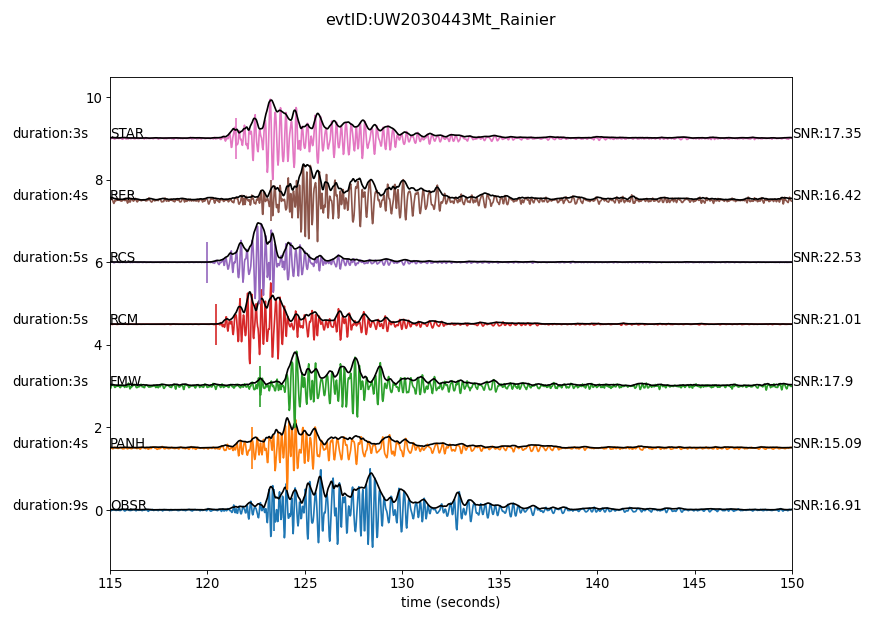 evtID:UW2030443Mt_Rainier
10
duration:3s STAR SNR:17.35
8
duration:4s RER SNR:16.42
duration:5s RCS SNR:22.53
6
duration:5s RCM SNR:21.01
4
duration:3s FMW SNR:17.9
2
duration:4s PANH SNR:15.09
duration:9s OBSR SNR:16.91
0
115 120 125 130 135 140 145 150
time (seconds)